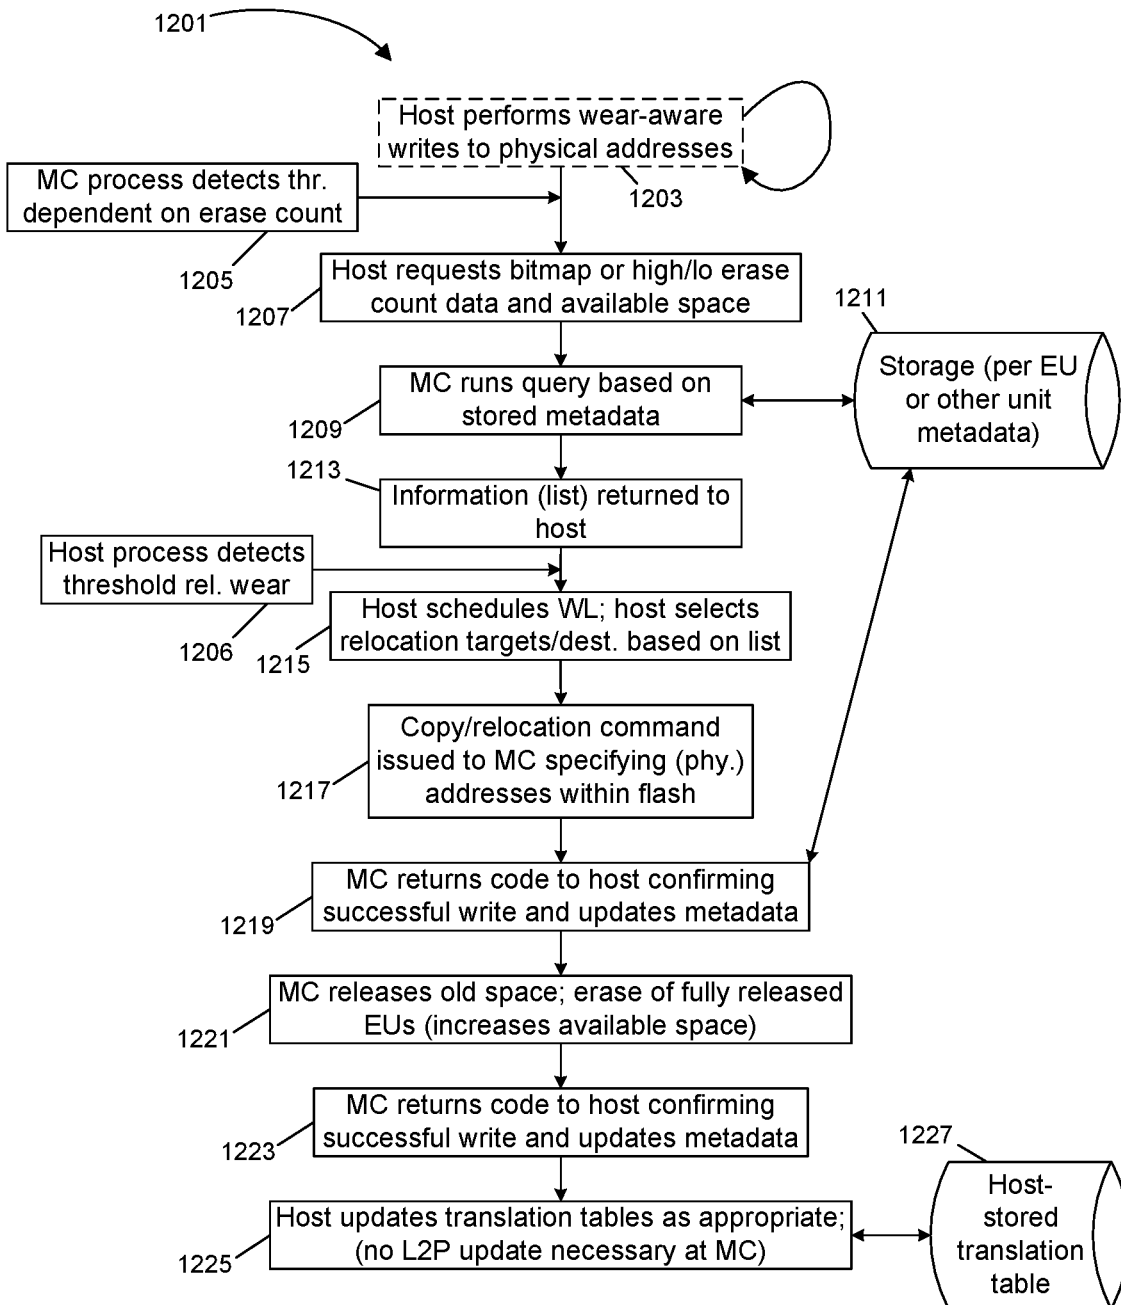 1201
Host performs wear-aware
writes to physical addresses
1203
MC process detects thr.
dependent on erase count
1205
Host requests bitmap or high/lo erase
count data and available space
1207
1211
Storage (per EU
or other unit
metadata)
MC runs query based on
stored metadata
1209
1213
Information (list) returned to
host
Host process detects
threshold rel. wear
1206
Host schedules WL; host selects
relocation targets/dest. based on list
1215
Copy/relocation command
issued to MC specifying (phy.)
addresses within flash
1217
MC returns code to host confirming
successful write and updates metadata
1219
MC releases old space; erase of fully released
EUs (increases available space)
1221
MC returns code to host confirming
successful write and updates metadata
1223
1227
Host-
stored
translation
table
Host updates translation tables as appropriate;
(no L2P update necessary at MC)
1225